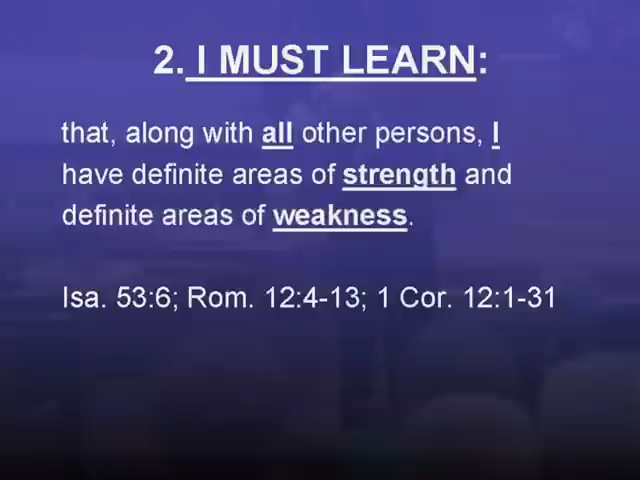 2. I MUST LEARN:
that, along with all other persons, I
have definite areas of strength and
definite areas of weakness.
Isa. 53:6; Rom. 12:4-13; 1 Cor. 12:1-31